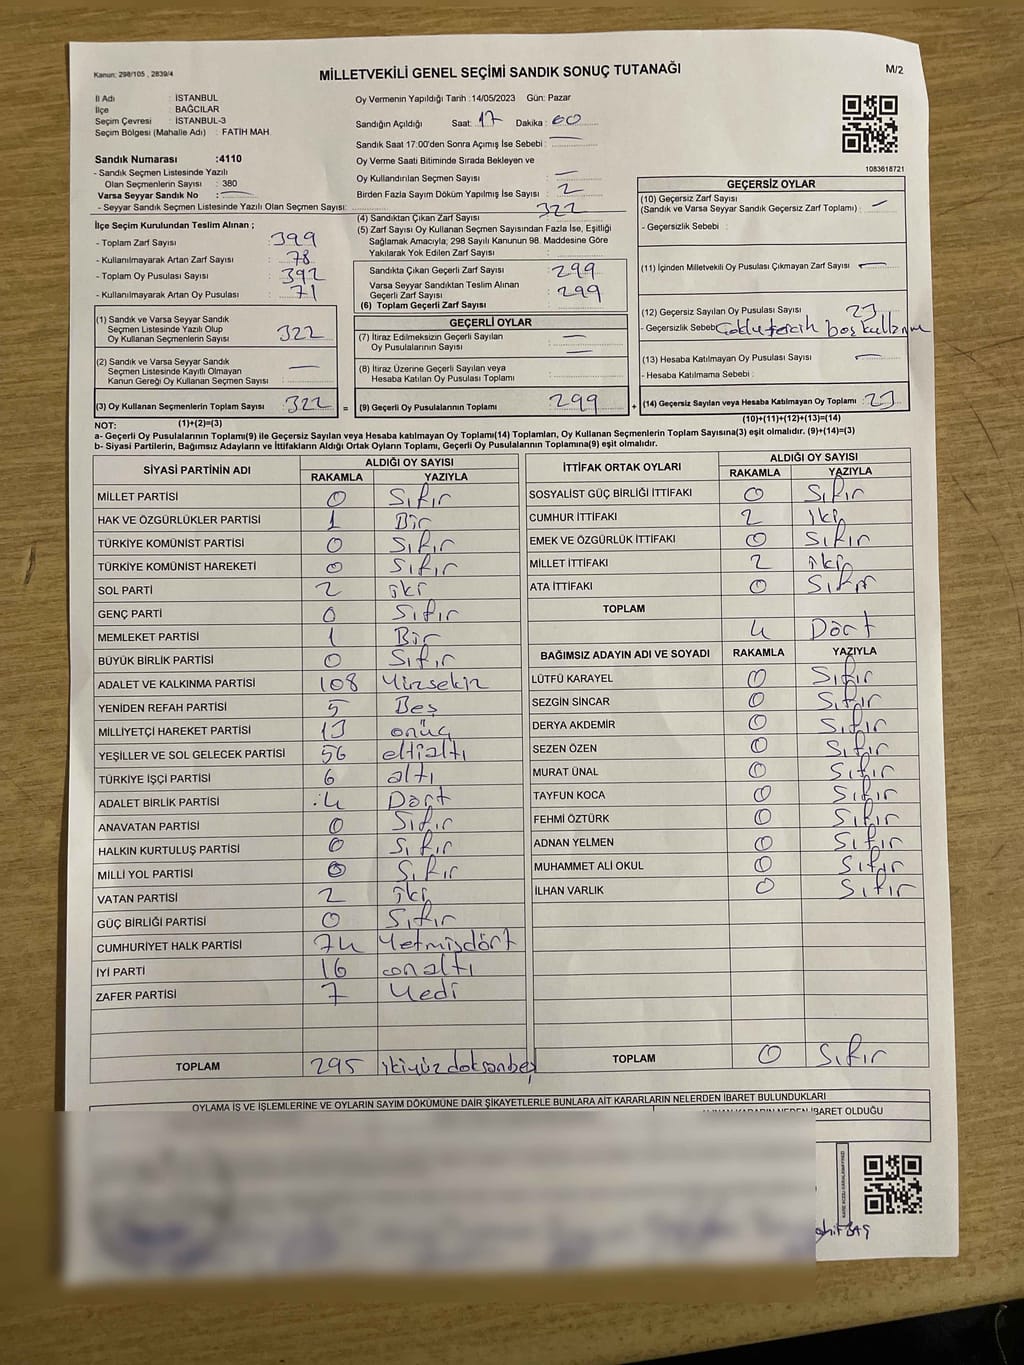 Kanun: 298/105 , 2839/4
MİLLETVEKİLİ GENEL SEÇİMİ SANDIK SONUÇ TUTANAĞI
M/2
İl Adı : İSTANBUL
İlçe : BAĞCILAR
Seçim Çevresi : İSTANBUL-3
Seçim Bölgesi (Mahalle Adı) : FATİH MAH.
Sandık Numarası :4110
- Sandık Seçmen Listesinde Yazılı
Olan Seçmenlerin Sayısı : 380
Varsa Seyyar Sandık No :
- Seyyar Sandık Seçmen Listesinde Yazılı Olan Seçmen Sayısı:
Oy Vermenin Yapıldığı Tarih :14/05/2023 Gün: Pazar
Sandığın Açıldığı Saat: 17 Dakika: 00
Sandık Saat 17:00'den Sonra Açımış İse Sebebi : —
Oy Verme Saati Bitiminde Sırada Bekleyen ve
Oy Kullandırılan Seçmen Sayısı : —
Birden Fazla Sayım Döküm Yapılmış İse Sayısı : 2
1083618721
İlçe Seçim Kurulundan Teslim Alınan ;
- Toplam Zarf Sayısı : 399
- Kullanılmayarak Artan Zarf Sayısı : 78
- Toplam Oy Pusulası Sayısı : 392
- Kullanılmayarak Artan Oy Pusulası : 71
(1) Sandık ve Varsa Seyyar Sandık
Seçmen Listesinde Yazılı Olup
Oy Kullanan Seçmenlerin Sayısı : 322
(2) Sandık ve Varsa Seyyar Sandık
Seçmen Listesinde Kayıtlı Olmayan
Kanun Gereği Oy Kullanan Seçmen Sayısı : —
(3) Oy Kullanan Seçmenlerin Toplam Sayısı : 322 =
(1)+(2)=(3)
(4) Sandıktan Çıkan Zarf Sayısı 322
(5) Zarf Sayısı Oy Kullanan Seçmen Sayısından Fazla İse, Eşitliği
Sağlamak Amacıyla; 298 Sayılı Kanunun 98. Maddesine Göre
Yakılarak Yok Edilen Zarf Sayısı :
Sandıkta Çıkan Geçerli Zarf Sayısı : 299
Varsa Seyyar Sandıktan Teslim Alınan
Geçerli Zarf Sayısı : 299
(6) Toplam Geçerli Zarf Sayısı :
GEÇERLİ OYLAR
(7) İtiraz Edilmeksizin Geçerli Sayılan
Oy Pusulalarının Sayısı :
(8) İtiraz Üzerine Geçerli Sayılan veya
Hesaba Katılan Oy Pusulası Toplamı :
(9) Geçerli Oy Pusulalarının Toplamı : 299 +
GEÇERSİZ OYLAR
(10) Geçersiz Zarf Sayısı
(Sandık ve Varsa Seyyar Sandık Geçersiz Zarf Toplamı) : —
- Geçersizlik Sebebi :
(11) İçinden Milletvekili Oy Pusulası Çıkmayan Zarf Sayısı : —
(12) Geçersiz Sayılan Oy Pusulası Sayısı : 23
- Geçersizlik Sebebi: Çoklu tercih boş kullanım
(13) Hesaba Katılmayan Oy Pusulası Sayısı : —
- Hesaba Katılmama Sebebi :
(14) Geçersiz Sayılan veya Hesaba Katılmayan Oy Toplamı : 23
(10)+(11)+(12)+(13)=(14)
NOT:
a- Geçerli Oy Pusulalarının Toplamı(9) ile Geçersiz Sayılan veya Hesaba katılmayan Oy Toplamı(14) Toplamları, Oy Kullanan Seçmenlerin Toplam Sayısına(3) eşit olmalıdır. (9)+(14)=(3)
b- Siyasi Partilerin, Bağımsız Adayların ve İttifakların Aldığı Ortak Oyların Toplamı, Geçerli Oy Pusulalarının Toplamına(9) eşit olmalıdır.
SİYASİ PARTİNİN ADI ALDIĞI OY SAYISI
RAKAMLA YAZIYLA
MİLLET PARTİSİ 0 Sıfır
HAK VE ÖZGÜRLÜKLER PARTİSİ 1 Bir
TÜRKİYE KOMÜNİST PARTİSİ 0 Sıfır
TÜRKİYE KOMÜNİST HAREKETİ 0 Sıfır
SOL PARTİ 2 iki
GENÇ PARTİ 0 Sıfır
MEMLEKET PARTİSİ 1 Bir
BÜYÜK BİRLİK PARTİSİ 0 Sıfır
ADALET VE KALKINMA PARTİSİ 108 Yüzsekiz
YENİDEN REFAH PARTİSİ 5 Beş
MİLLİYETÇİ HAREKET PARTİSİ 13 onüç
YEŞİLLER VE SOL GELECEK PARTİSİ 56 ellialtı
TÜRKİYE İŞÇİ PARTİSİ 6 altı
ADALET BİRLİK PARTİSİ 4 Dört
ANAVATAN PARTİSİ 0 Sıfır
HALKIN KURTULUŞ PARTİSİ 0 Sıfır
MİLLİ YOL PARTİSİ 0 Sıfır
VATAN PARTİSİ 2 iki
GÜÇ BİRLİĞİ PARTİSİ 0 Sıfır
CUMHURİYET HALK PARTİSİ 74 Yetmişdört
İYİ PARTİ 16 onaltı
ZAFER PARTİSİ 7 Yedi
TOPLAM 295 ikiyüzdoksanbeş
İTTİFAK ORTAK OYLARI ALDIĞI OY SAYISI
RAKAMLA YAZIYLA
SOSYALİST GÜÇ BİRLİĞİ İTTİFAKI 0 Sıfır
CUMHUR İTTİFAKI 2 iki
EMEK VE ÖZGÜRLÜK İTTİFAKI 0 Sıfır
MİLLET İTTİFAKI 2 iki
ATA İTTİFAKI 0 Sıfır
TOPLAM
4 Dört
BAĞIMSIZ ADAYIN ADI VE SOYADI RAKAMLA YAZIYLA
LÜTFÜ KARAYEL 0 Sıfır
SEZGİN SİNCAR 0 Sıfır
DERYA AKDEMİR 0 Sıfır
SEZEN ÖZEN 0 Sıfır
MURAT ÜNAL 0 Sıfır
TAYFUN KOCA 0 Sıfır
FEHMİ ÖZTÜRK 0 Sıfır
ADNAN YELMEN 0 Sıfır
MUHAMMET ALİ OKUL 0 Sıfır
İLHAN VARLIK 0 Sıfır
TOPLAM 0 Sıfır
OYLAMA İŞ VE İŞLEMLERİNE VE OYLARIN SAYIM DÖKÜMÜNE DAİR ŞİKAYETLERLE BUNLARA AİT KARARLARIN NELERDEN İBARET BULUNDUKLARI
KARARIN NEDEN İBARET OLDUĞU
BAŞ